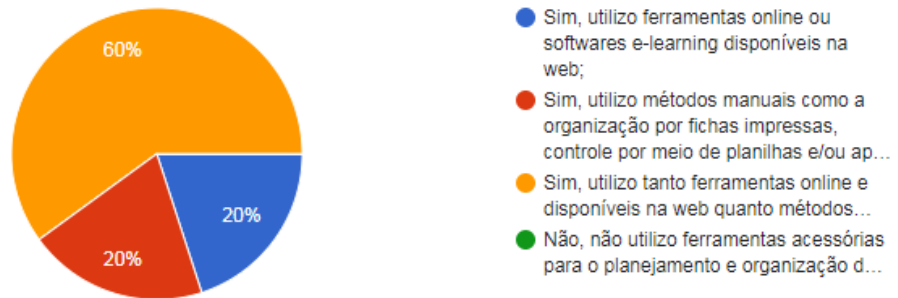 60%
20%
20%
Sim, utilizo ferramentas online ou
softwares e-learning disponíveis na
web;
Sim, utilizo métodos manuais como a
organização por fichas impressas,
controle por meio de planilhas e/ou ap...
Sim, utilizo tanto ferramentas online e
disponíveis na web quanto métodos...
Não, não utilizo ferramentas acessórias
para o planejamento e organização d...